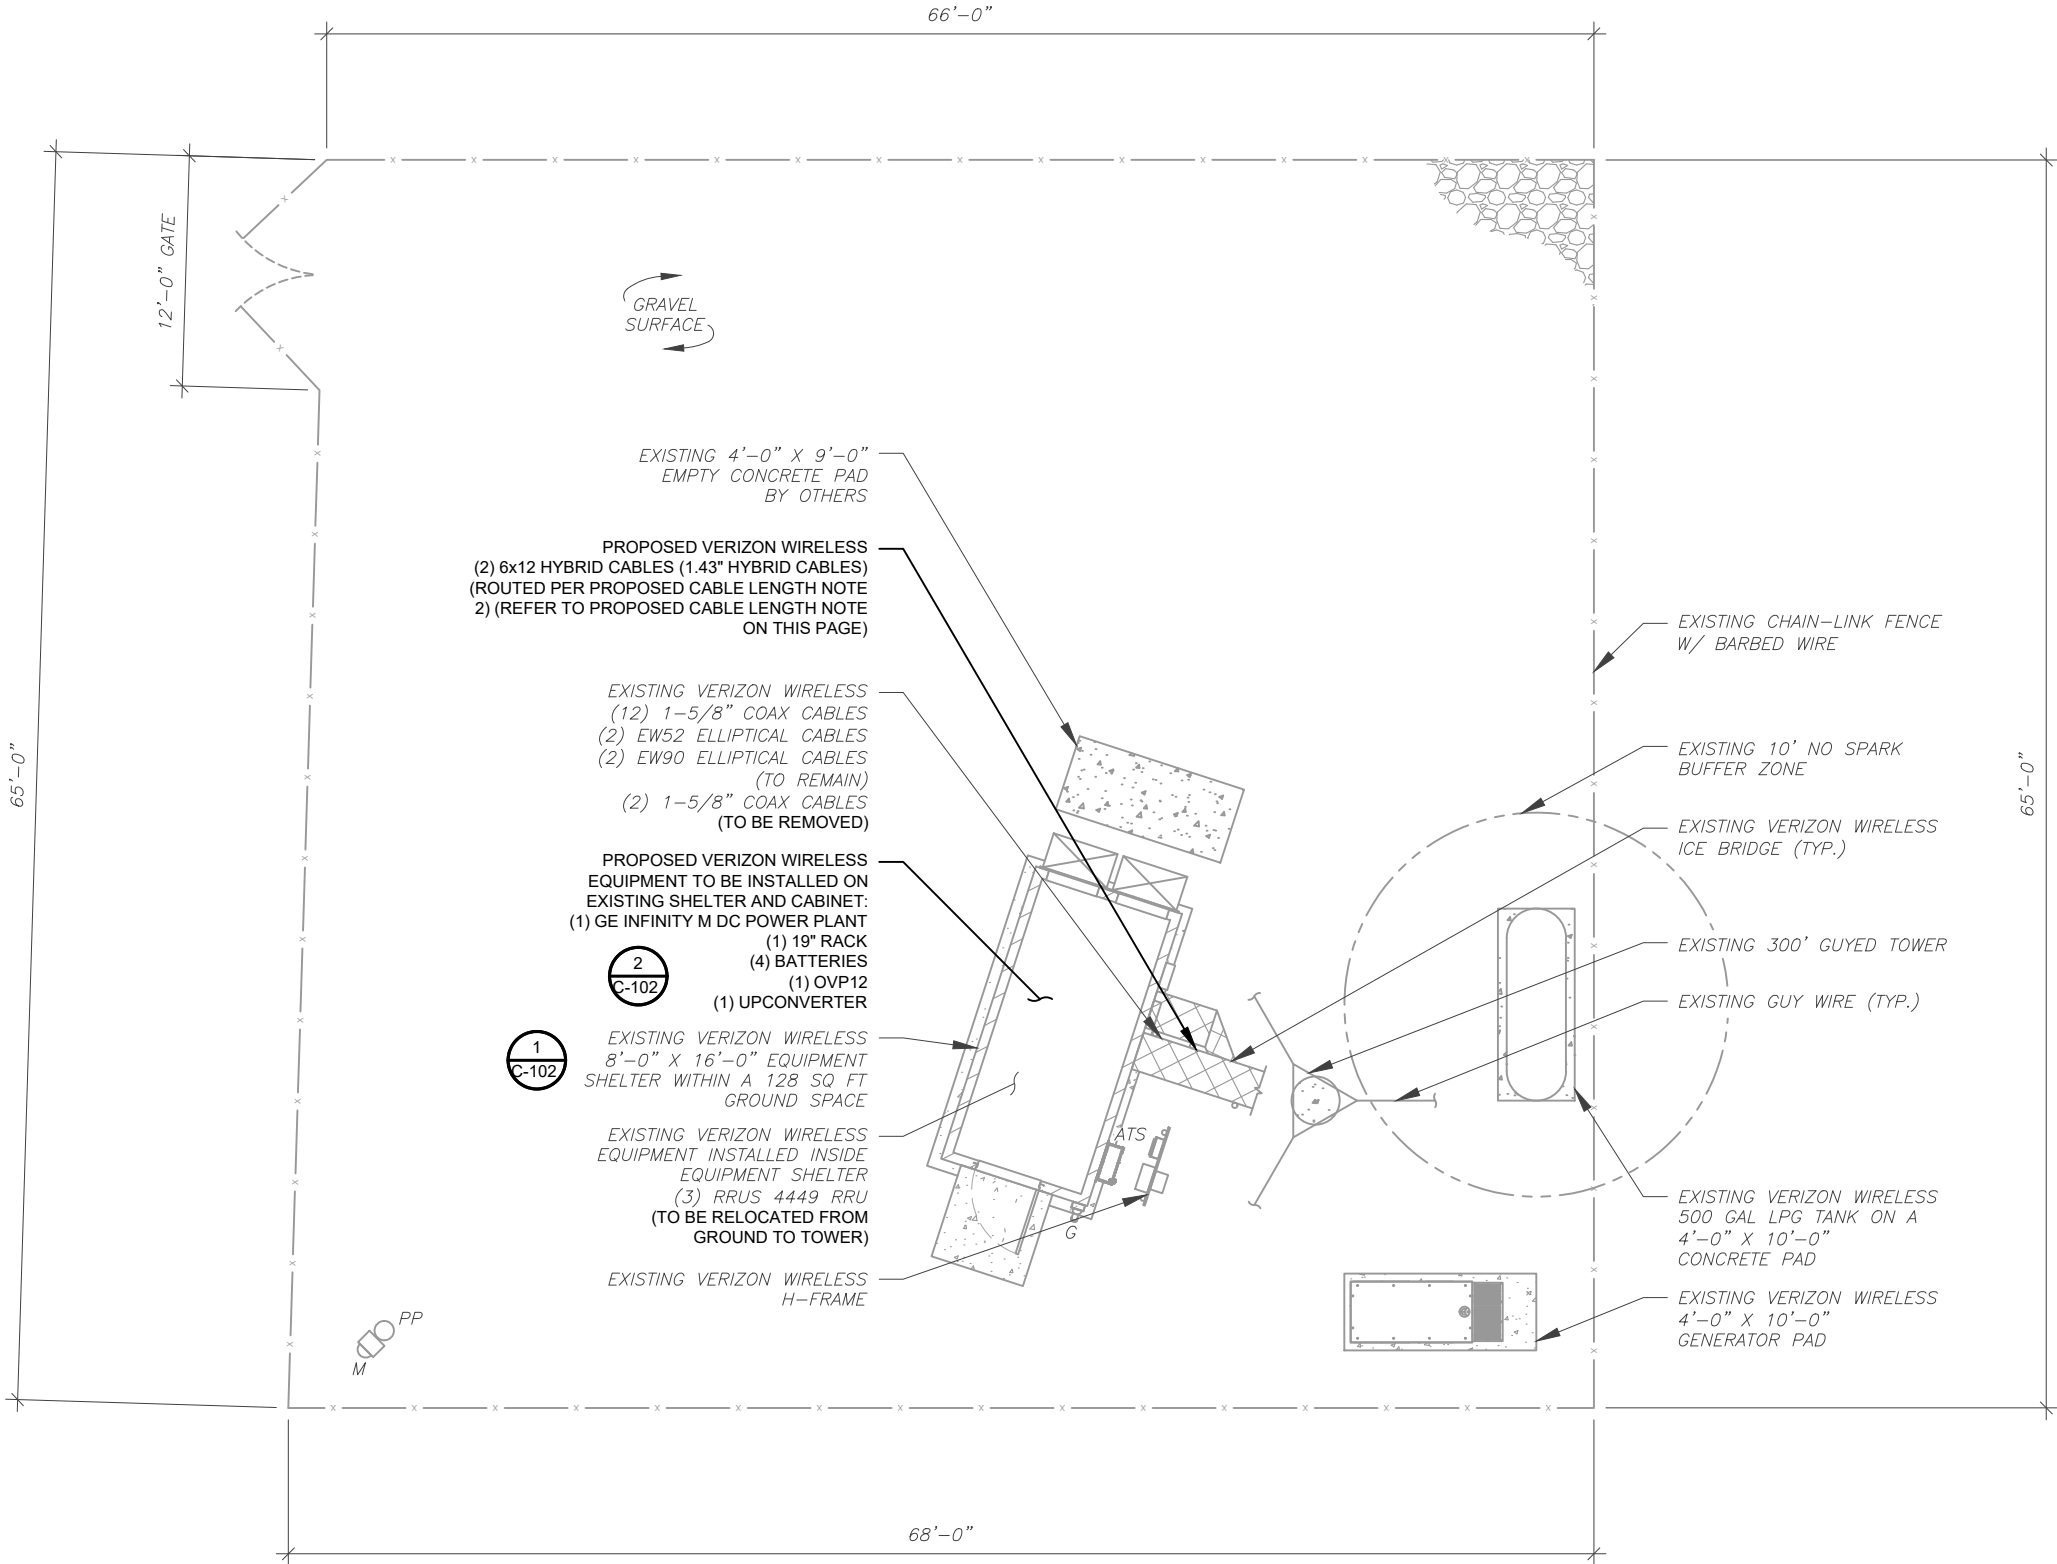 66'-0"
12'-0" GATE
GRAVEL
SURFACE
65'-0"
EXISTING 4'-0" X 9'-0"
EMPTY CONCRETE PAD
BY OTHERS
PROPOSED VERIZON WIRELESS
(2) 6x12 HYBRID CABLES (1.43" HYBRID CABLES)
(ROUTED PER PROPOSED CABLE LENGTH NOTE
2) (REFER TO PROPOSED CABLE LENGTH NOTE
ON THIS PAGE)
EXISTING VERIZON WIRELESS
(12) 1-5/8" COAX CABLES
(2) EW52 ELLIPTICAL CABLES
(2) EW90 ELLIPTICAL CABLES
(TO REMAIN)
(2) 1-5/8" COAX CABLES
(TO BE REMOVED)
PROPOSED VERIZON WIRELESS
EQUIPMENT TO BE INSTALLED ON
EXISTING SHELTER AND CABINET:
(1) GE INFINITY M DC POWER PLANT
(1) 19" RACK
(4) BATTERIES
(1) OVP12
(1) UPCONVERTER
2
C-102
1
C-102
EXISTING VERIZON WIRELESS
8'-0" X 16'-0" EQUIPMENT
SHELTER WITHIN A 128 SQ FT
GROUND SPACE
EXISTING VERIZON WIRELESS
EQUIPMENT INSTALLED INSIDE
EQUIPMENT SHELTER
(3) RRUS 4449 RRU
(TO BE RELOCATED FROM
GROUND TO TOWER)
EXISTING VERIZON WIRELESS
H-FRAME
ATS
G
PP
M
EXISTING CHAIN-LINK FENCE
W/ BARBED WIRE
EXISTING 10' NO SPARK
BUFFER ZONE
EXISTING VERIZON WIRELESS
ICE BRIDGE (TYP.)
EXISTING 300' GUYED TOWER
EXISTING GUY WIRE (TYP.)
EXISTING VERIZON WIRELESS
500 GAL LPG TANK ON A
4'-0" X 10'-0"
CONCRETE PAD
EXISTING VERIZON WIRELESS
4'-0" X 10'-0"
GENERATOR PAD
65'-0"
68'-0"